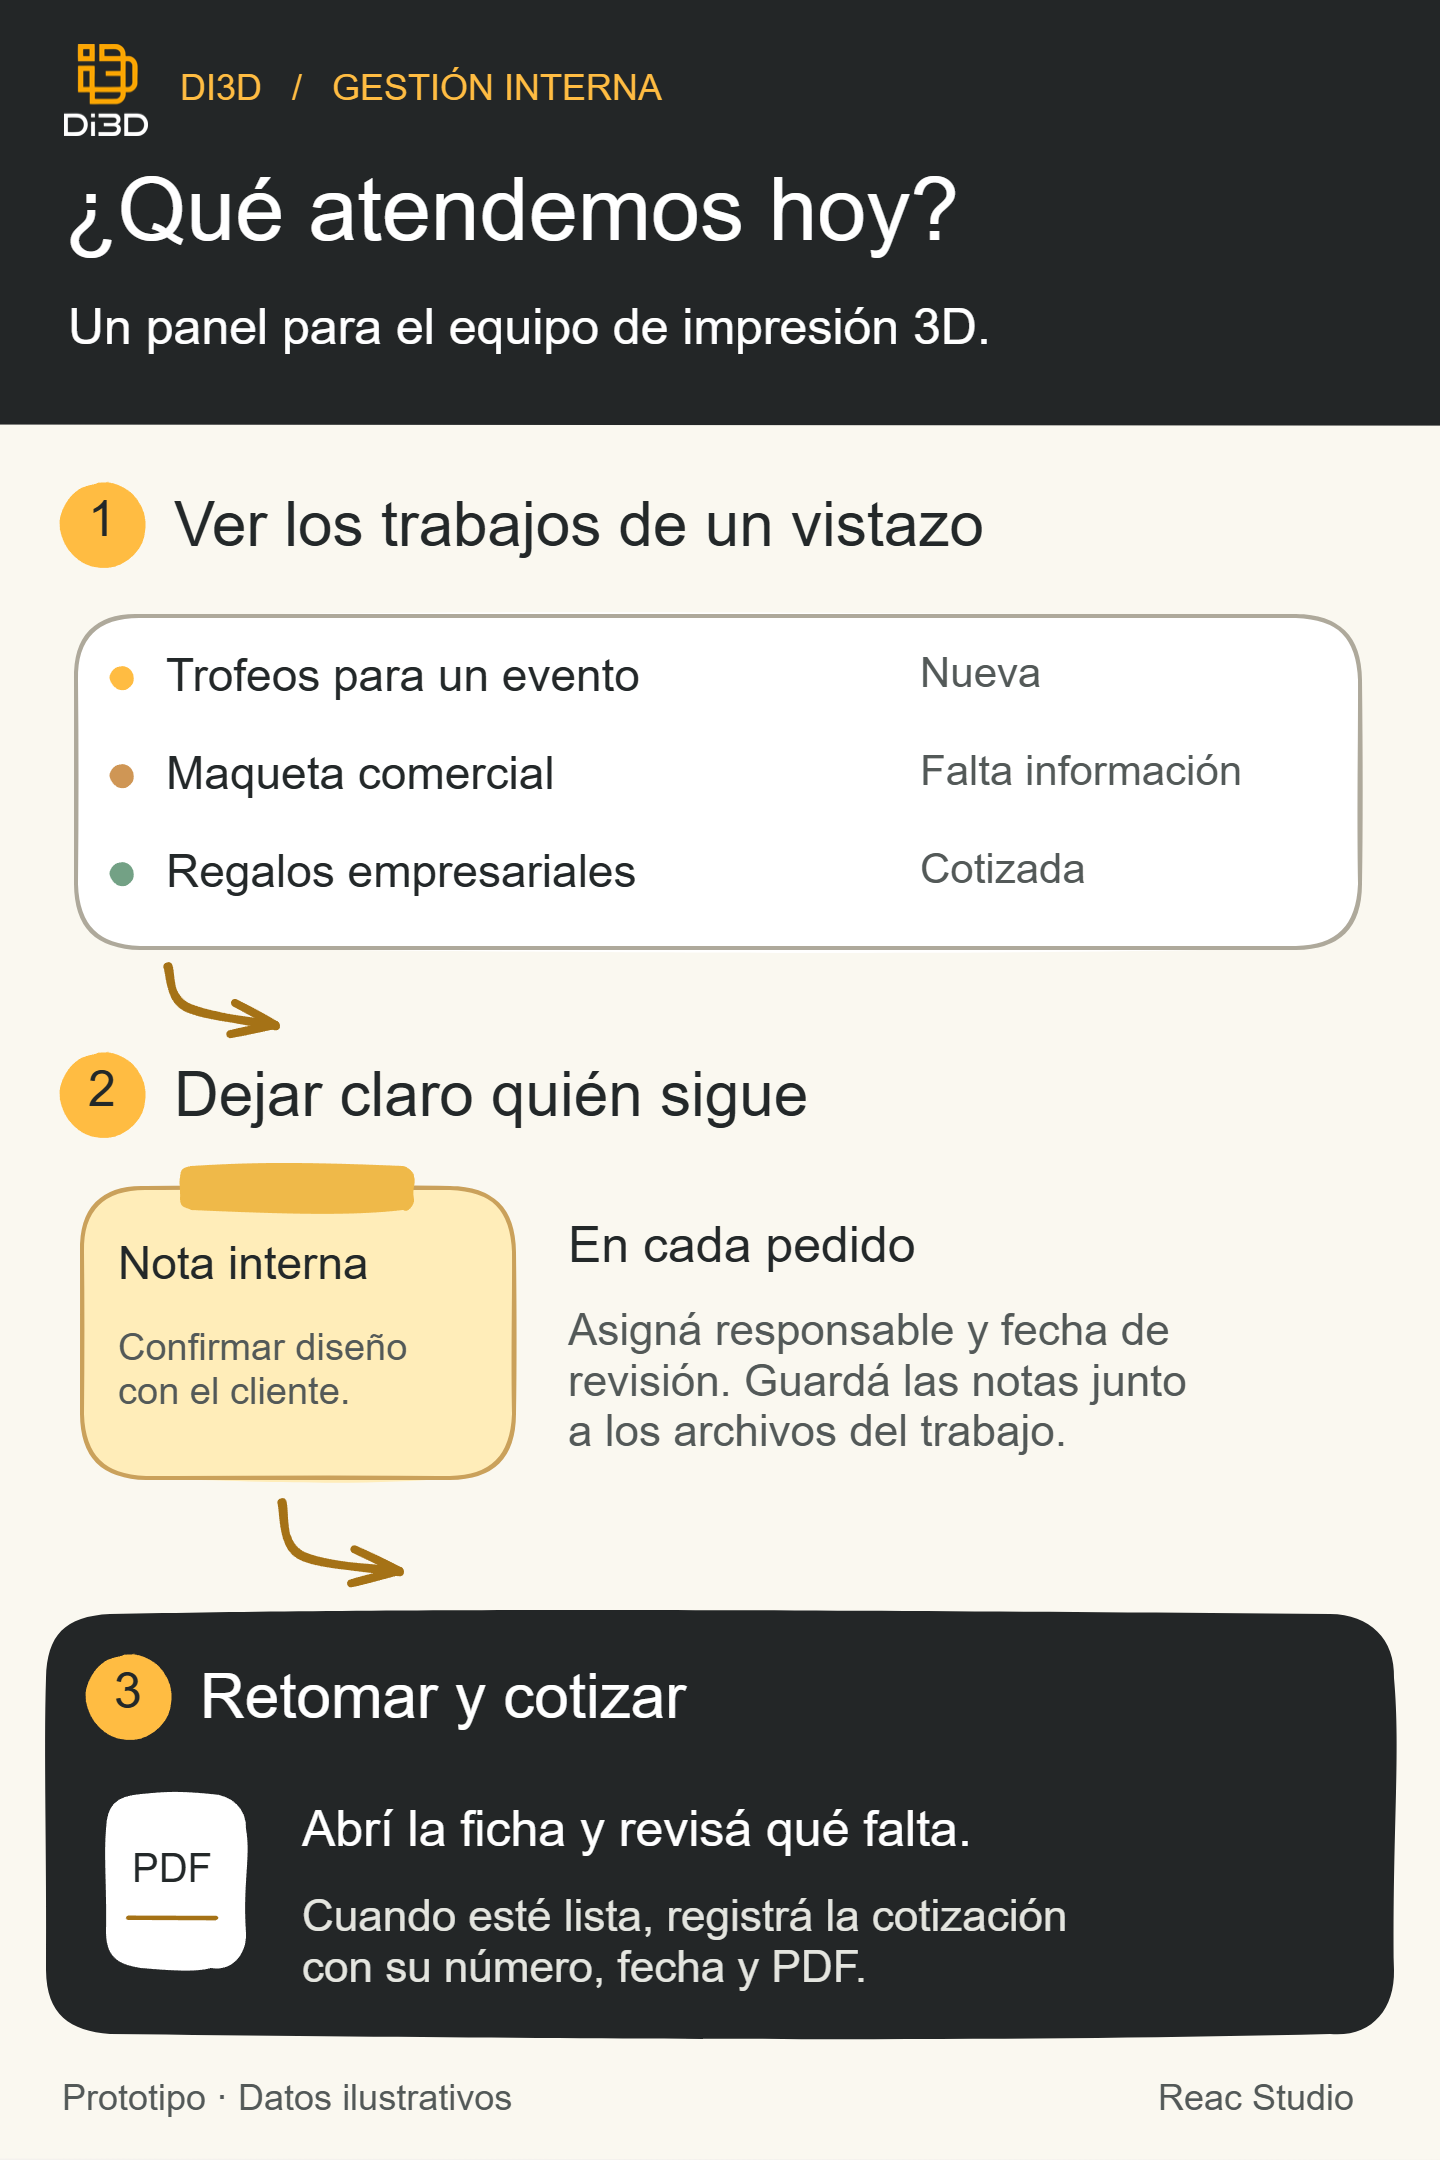 Di3D
DI3D / GESTIÓN INTERNA
¿Qué atendemos hoy?
Un panel para el equipo de impresión 3D.
1 Ver los trabajos de un vistazo
Trofeos para un evento Nueva
Maqueta comercial Falta información
Regalos empresariales Cotizada
2 Dejar claro quién sigue
Nota interna
Confirmar diseño
con el cliente.
En cada pedido
Asigná responsable y fecha de
revisión. Guardá las notas junto
a los archivos del trabajo.
3 Retomar y cotizar
PDF
Abrí la ficha y revisá qué falta.
Cuando esté lista, registrá la cotización
con su número, fecha y PDF.
Prototipo · Datos ilustrativos Reac Studio